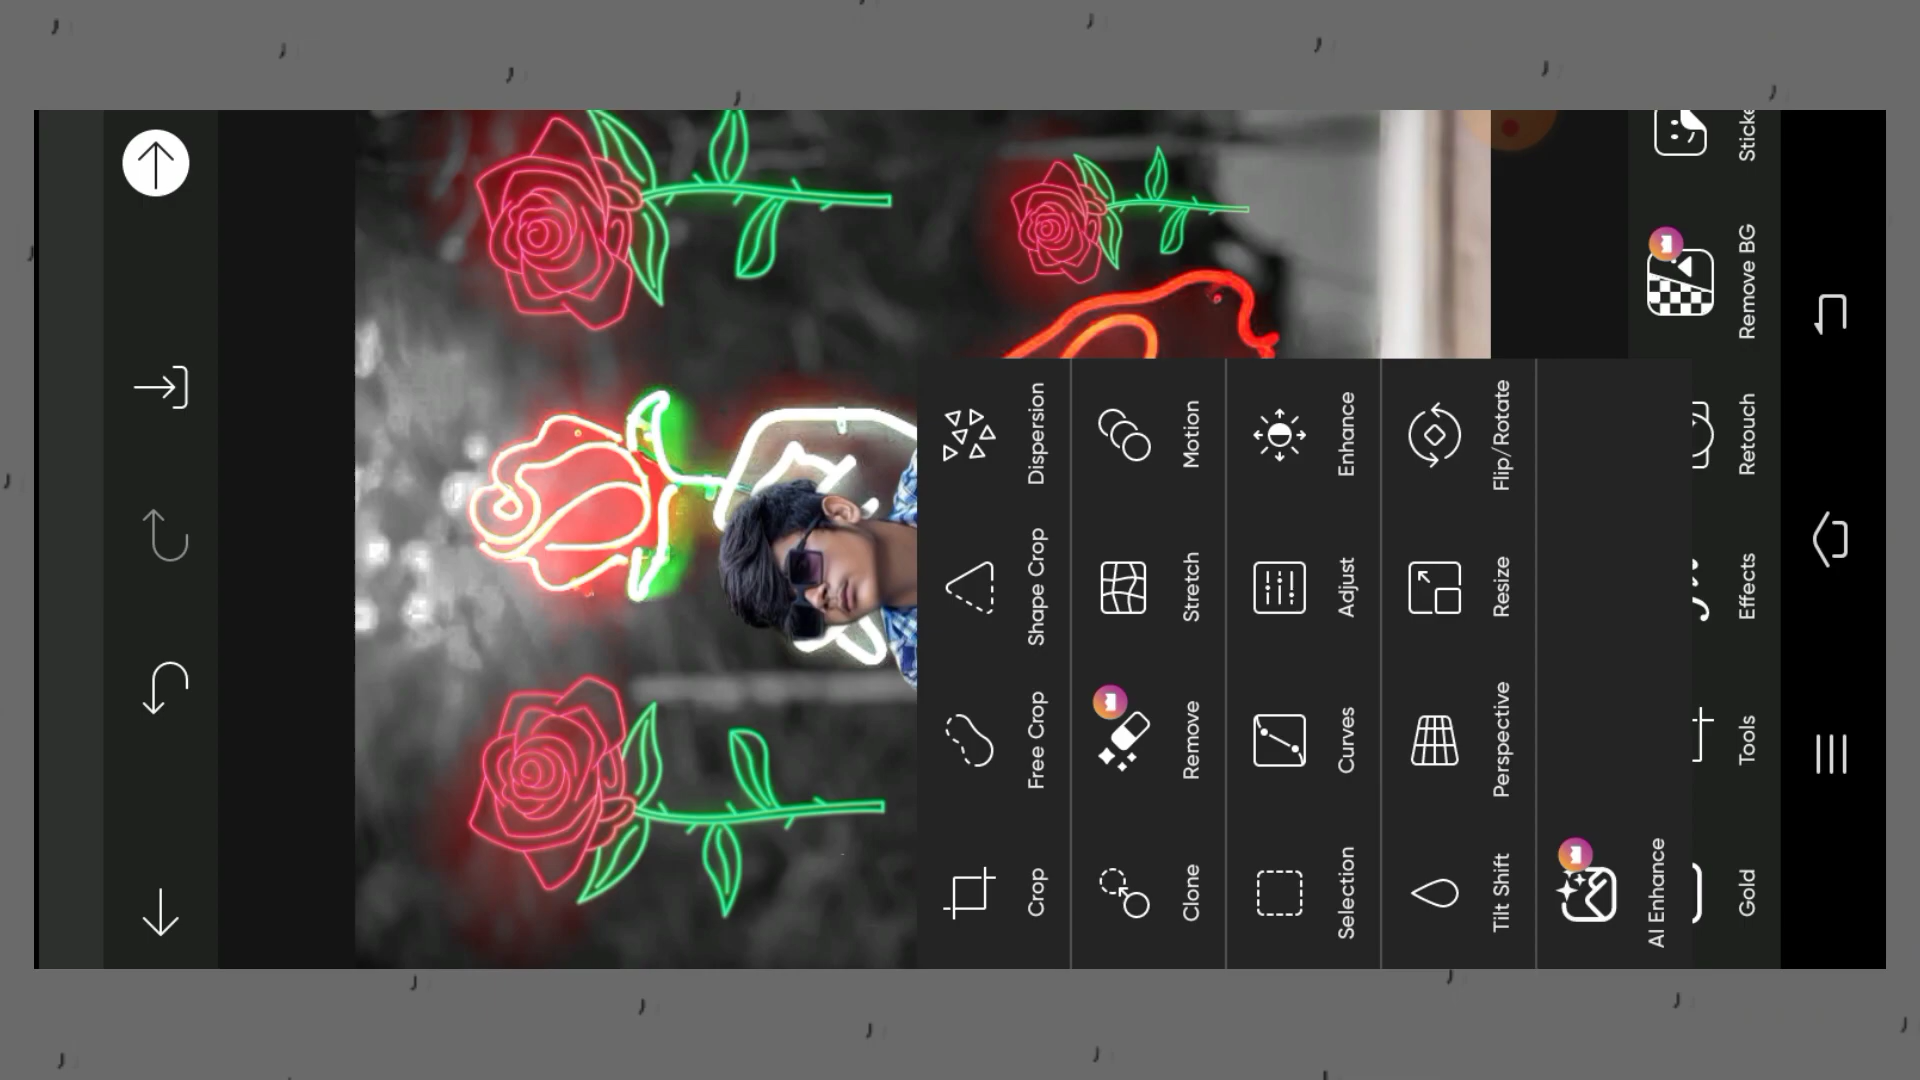 Crop
Free Crop
Shape Crop
Dispersion
Clone
Remove
Stretch
Motion
Selection
Curves
Adjust
Enhance
Tilt Shift
Perspective
Resize
Flip/Rotate
AI Enhance
Gold
Tools
Effects
Retouch
Remove BG
Sticke